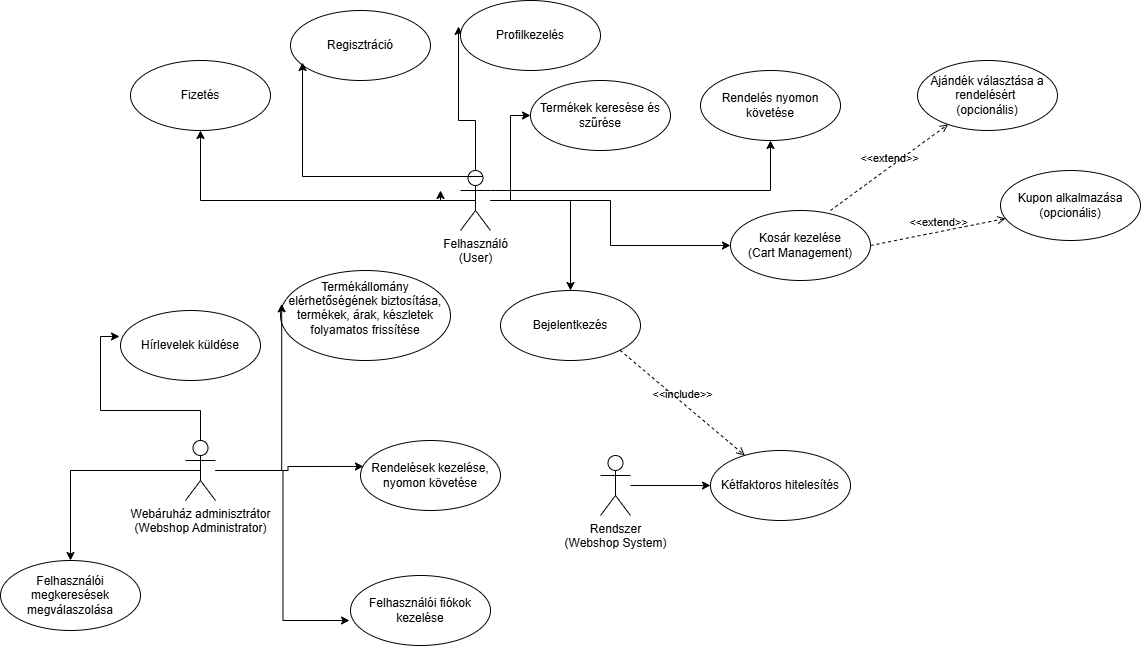 Profilkezelés
Regisztráció
Fizetés
Termékek keresése és
szűrése
Rendelés nyomon
követése
Ajándék választása a
rendelésért
(opcionális)
<<extend>>
Kupon alkalmazása
(opcionális)
<<extend>>
Kosár kezelése
(Cart Management)
Felhasználó
(User)
Termékállomány
elérhetőségének biztosítása,
termékek, árak, készletek
folyamatos frissítése
Bejelentkezés
Hírlevelek küldése
<<include>>
Rendelések kezelése,
nyomon követése
Kétfaktoros hitelesítés
Webáruház adminisztrátor
(Webshop Administrator)
Rendszer
(Webshop System)
Felhasználói
megkeresések
megválaszolása
Felhasználói fiókok
kezelése